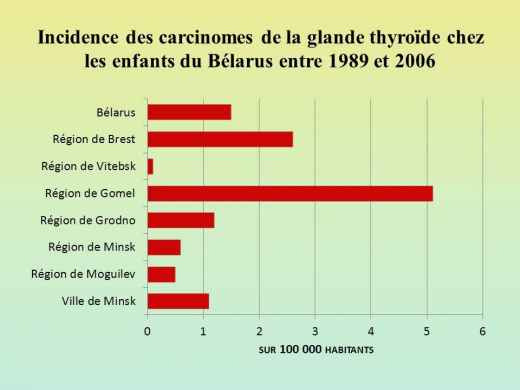 Incidence des carcinomes de la glande thyroïde chez
les enfants du Bélarus entre 1989 et 2006
Bélarus
Région de Brest
Région de Vitebsk
Région de Gomel
Région de Grodno
Région de Minsk
Région de Moguilev
Ville de Minsk
0 1 2 3 4 5 6
SUR 100 000 HABITANTS